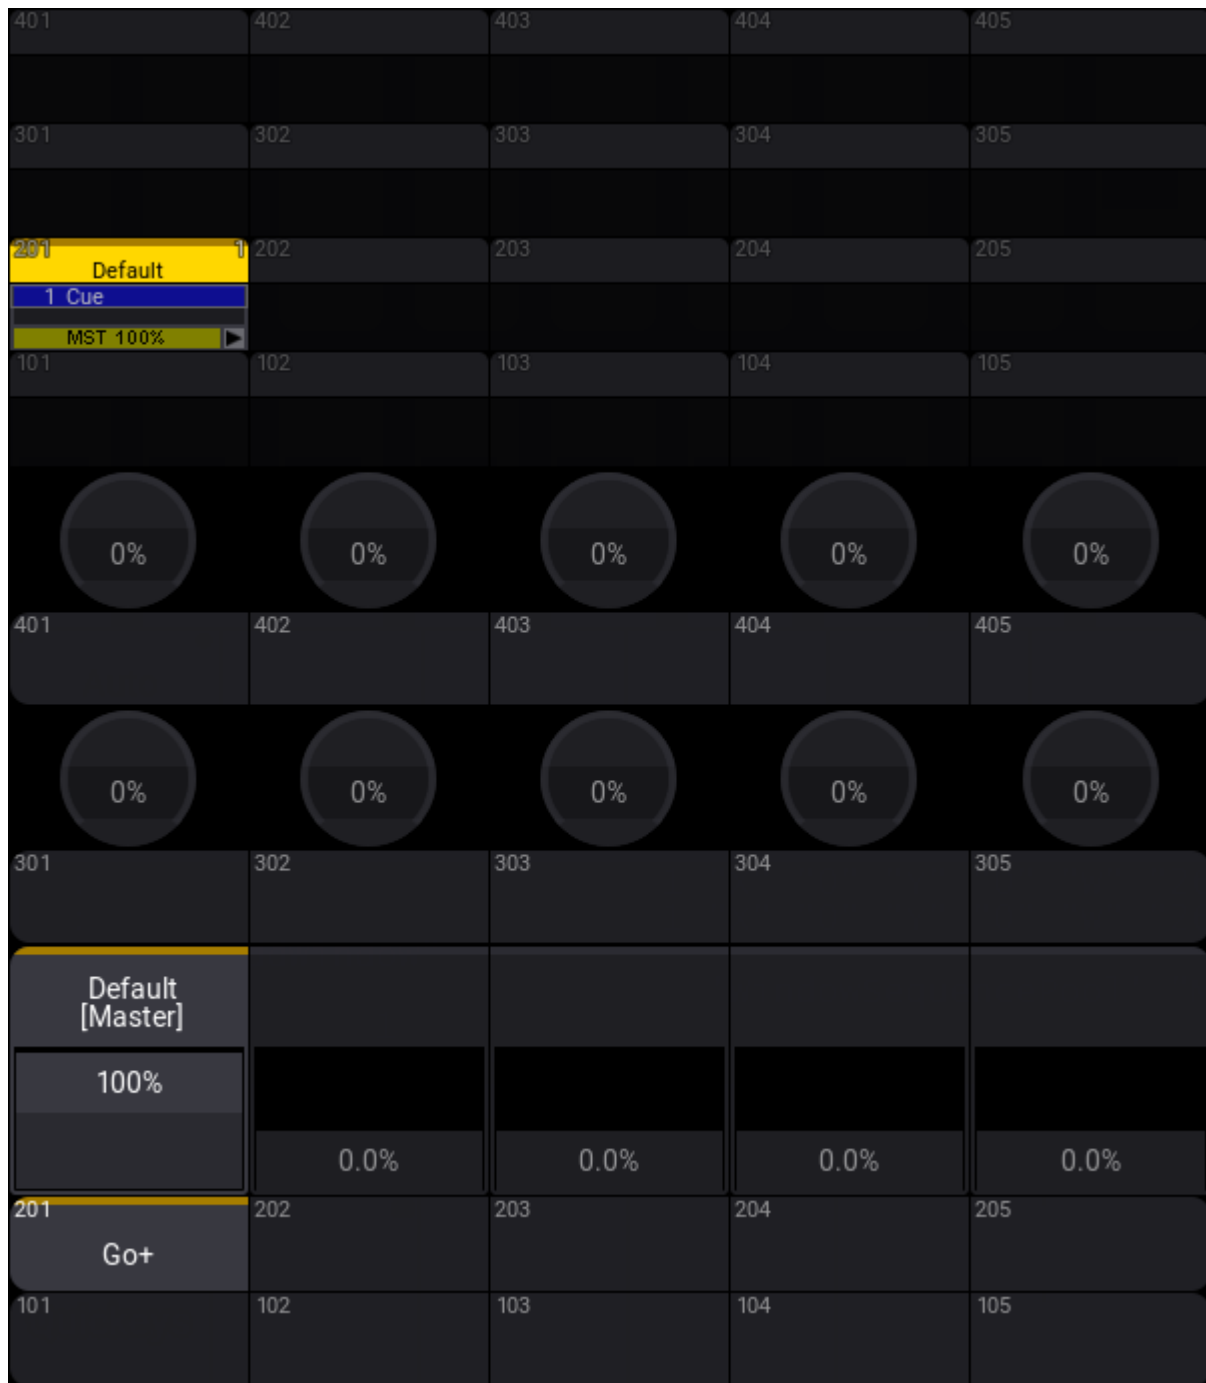 401 402 403 404 405
301 302 303 304 305
201 1 202 203 204 205
Default
1 Cue
MST 100%
101 102 103 104 105
0% 0% 0% 0% 0%
401 402 403 404 405
0% 0% 0% 0% 0%
301 302 303 304 305
Default
[Master]
100%
0.0% 0.0% 0.0% 0.0%
201 202 203 204 205
Go+
101 102 103 104 105